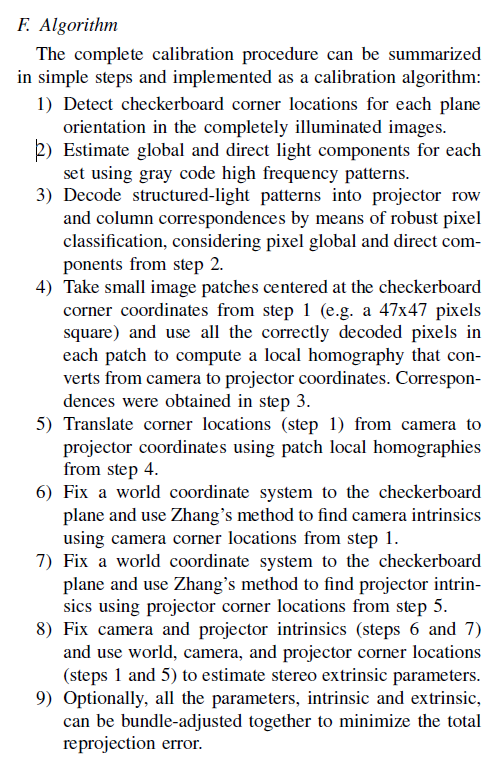 F. Algorithm
The complete calibration procedure can be summarized
in simple steps and implemented as a calibration algorithm:
1) Detect checkerboard corner locations for each plane
orientation in the completely illuminated images.
2) Estimate global and direct light components for each
set using gray code high frequency patterns.
3) Decode structured-light patterns into projector row
and column correspondences by means of robust pixel
classification, considering pixel global and direct com-
ponents from step 2.
4) Take small image patches centered at the checkerboard
corner coordinates from step 1 (e.g. a 47x47 pixels
square) and use all the correctly decoded pixels in
each patch to compute a local homography that con-
verts from camera to projector coordinates. Correspon-
dences were obtained in step 3.
5) Translate corner locations (step 1) from camera to
projector coordinates using patch local homographies
from step 4.
6) Fix a world coordinate system to the checkerboard
plane and use Zhang's method to find camera intrinsics
using camera corner locations from step 1.
7) Fix a world coordinate system to the checkerboard
plane and use Zhang's method to find projector intrin-
sics using projector corner locations from step 5.
8) Fix camera and projector intrinsics (steps 6 and 7)
and use world, camera, and projector corner locations
(steps 1 and 5) to estimate stereo extrinsic parameters.
9) Optionally, all the parameters, intrinsic and extrinsic,
can be bundle-adjusted together to minimize the total
reprojection error.